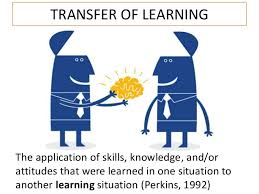 TRANSFER OF LEARNING
The application of skills, knowledge, and/or
attitudes that were learned in one situation to
another learning situation (Perkins, 1992)